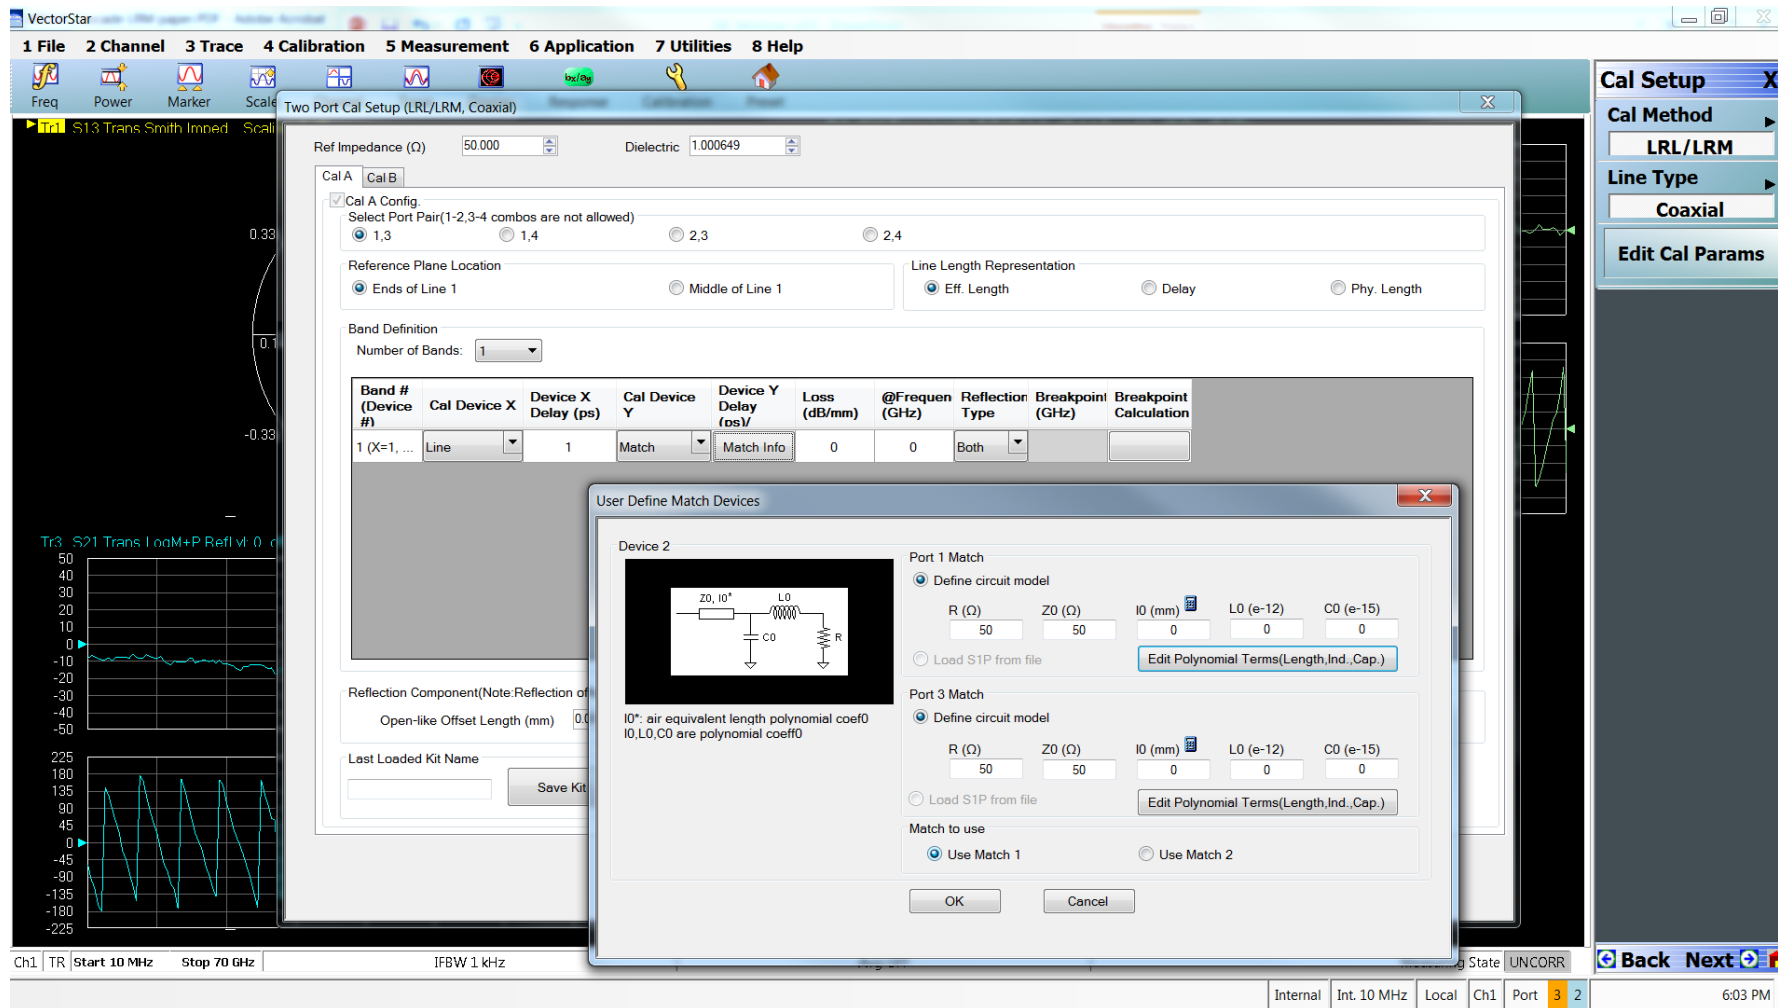 VectorStar
1 File 2 Channel 3 Trace 4 Calibration 5 Measurement 6 Application 7 Utilities 8 Help
Freq Power Marker Scale
Tr1 S13 Trans Smith Imped Scali
0.33
0.1
-0.33
Tr3 S21 Trans LogM+P RefLvl: 0
50
40
30
20
10
0
-10
-20
-30
-40
-50
225
180
135
90
45
0
-45
-90
-135
-180
-225
Two Port Cal Setup (LRL/LRM, Coaxial)
Ref Impedance (Ω) 50.000 Dielectric 1.000649
Cal A Cal B
Cal A Config.
Select Port Pair(1-2,3-4 combos are not allowed)
1,3 1,4 2,3 2,4
Reference Plane Location
Ends of Line 1 Middle of Line 1
Line Length Representation
Eff. Length Delay Phy. Length
Band Definition
Number of Bands: 1
Band # (Device #) Cal Device X Device X Delay (ps) Cal Device Y Device Y Delay (ps)/ Loss (dB/mm) @Frequen (GHz) Reflection Type Breakpoint (GHz) Breakpoint Calculation
1 (X=1, ... Line 1 Match Match Info 0 0 Both
Reflection Component(Note:Reflection of
Open-like Offset Length (mm) 0.0
Last Loaded Kit Name
Save Kit
User Define Match Devices
Device 2
Z0, l0* L0
C0 R
l0*: air equivalent length polynomial coef0
l0,L0,C0 are polynomial coeff0
Port 1 Match
Define circuit model
R (Ω) Z0 (Ω) l0 (mm) L0 (e-12) C0 (e-15)
50 50 0 0 0
Load S1P from file Edit Polynomial Terms(Length,Ind.,Cap.)
Port 3 Match
Define circuit model
R (Ω) Z0 (Ω) l0 (mm) L0 (e-12) C0 (e-15)
50 50 0 0 0
Load S1P from file Edit Polynomial Terms(Length,Ind.,Cap.)
Match to use
Use Match 1 Use Match 2
OK Cancel
Cal Setup X
Cal Method
LRL/LRM
Line Type
Coaxial
Edit Cal Params
Back Next
Ch1 TR Start 10 MHz Stop 70 GHz IFBW 1 kHz g State UNCORR
Internal Int. 10 MHz Local Ch1 Port 3 2 6:03 PM